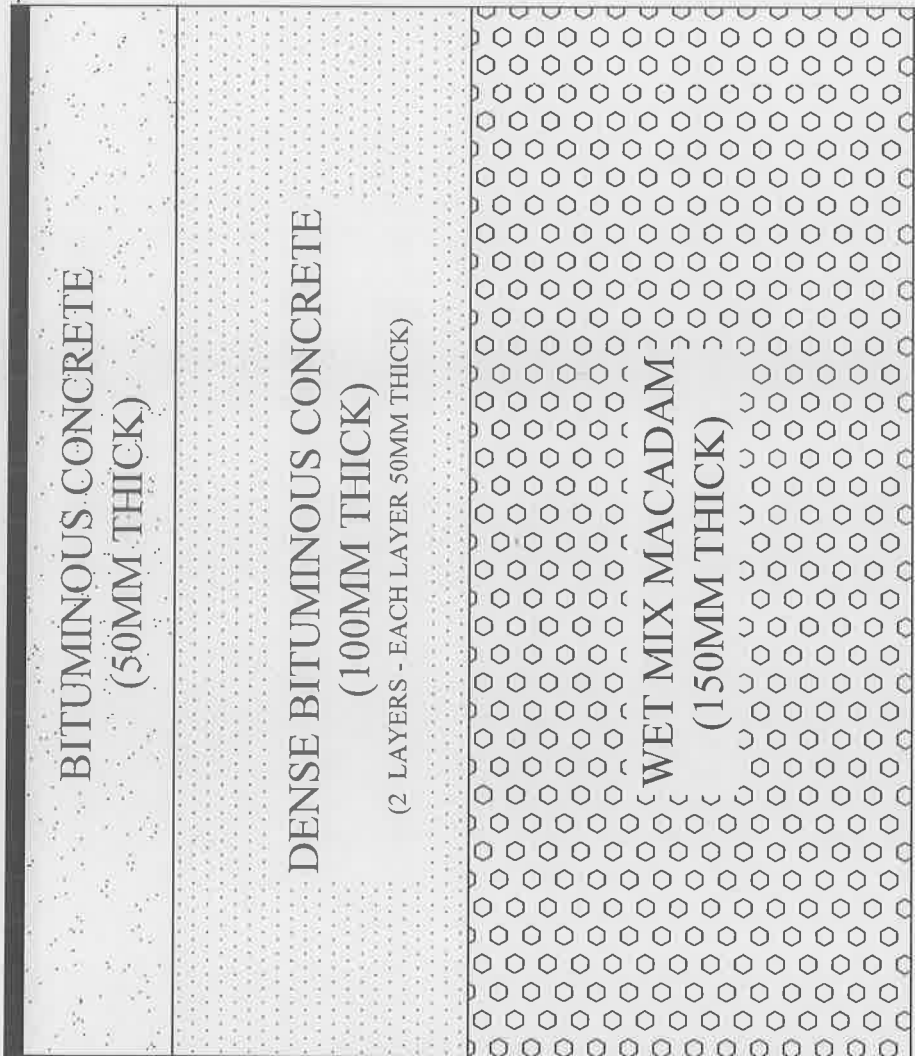 BITUMINOUS CONCRETE
(50MM THICK)
DENSE BITUMINOUS CONCRETE
(100MM THICK)
(2 LAYERS - EACH LAYER 50MM THICK)
WET MIX MACADAM
(150MM THICK)